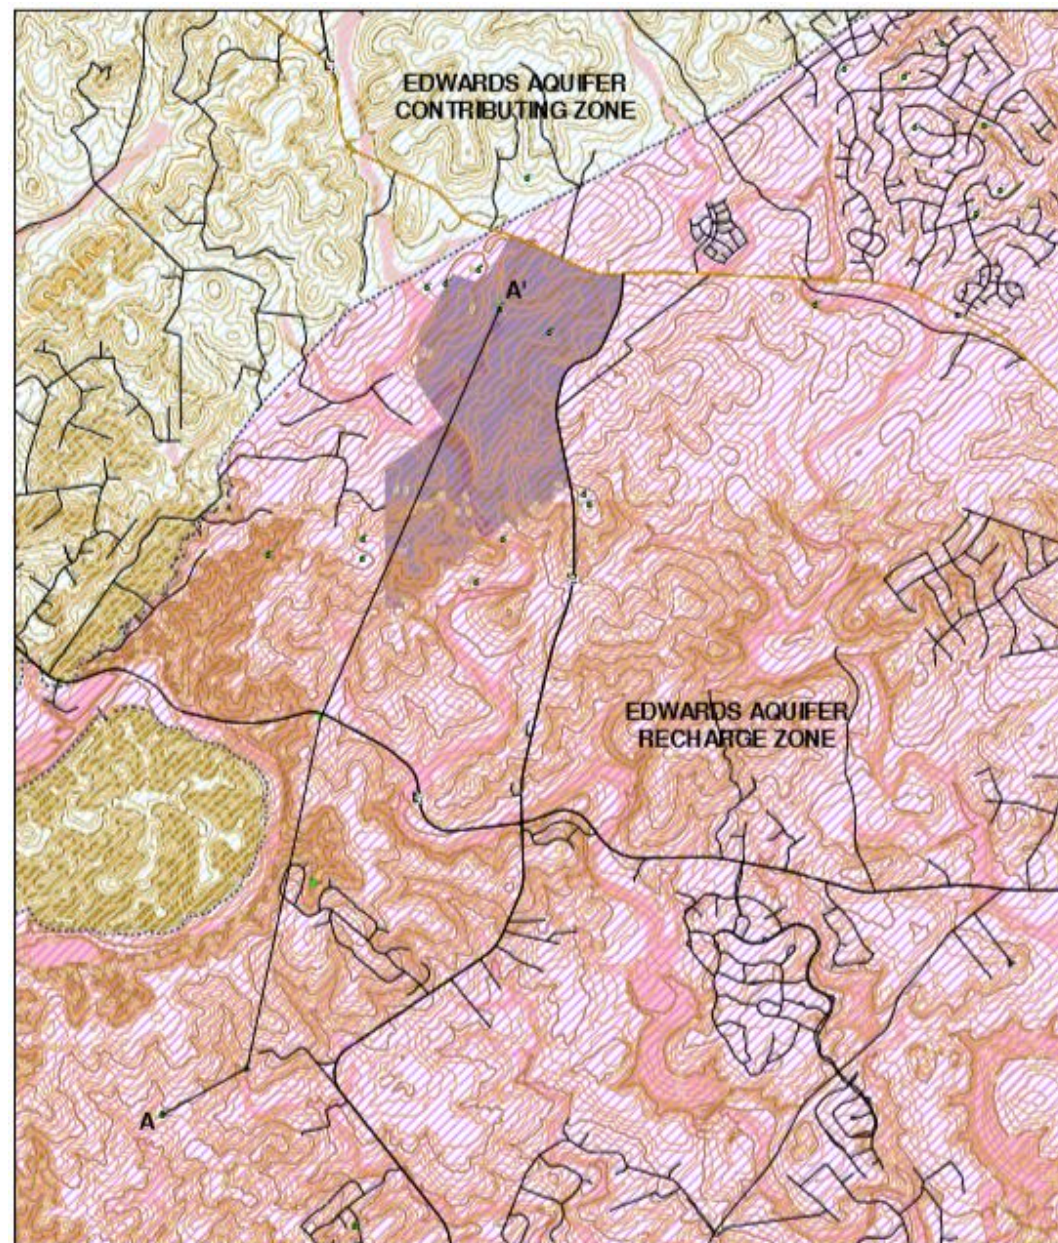 EDWARDS AQUIFER
CONTRIBUTING ZONE
A'
EDWARDS AQUIFER
RECHARGE ZONE
A